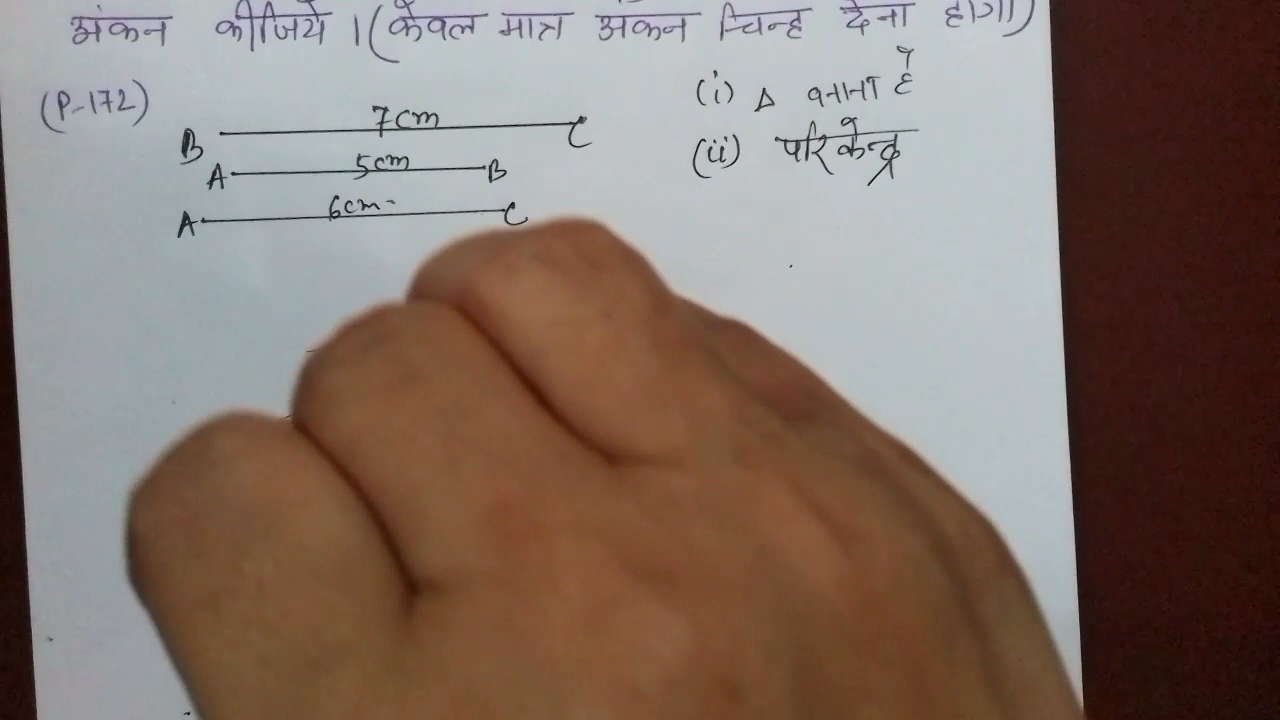 अंकन कीजिये । (केवल मात्र अंकन चिन्ह देना होगा)
(P-172)
B 7cm C
A 5cm B
A 6cm C
(i) Δ बनाना है
(ii) परिकेन्द्र